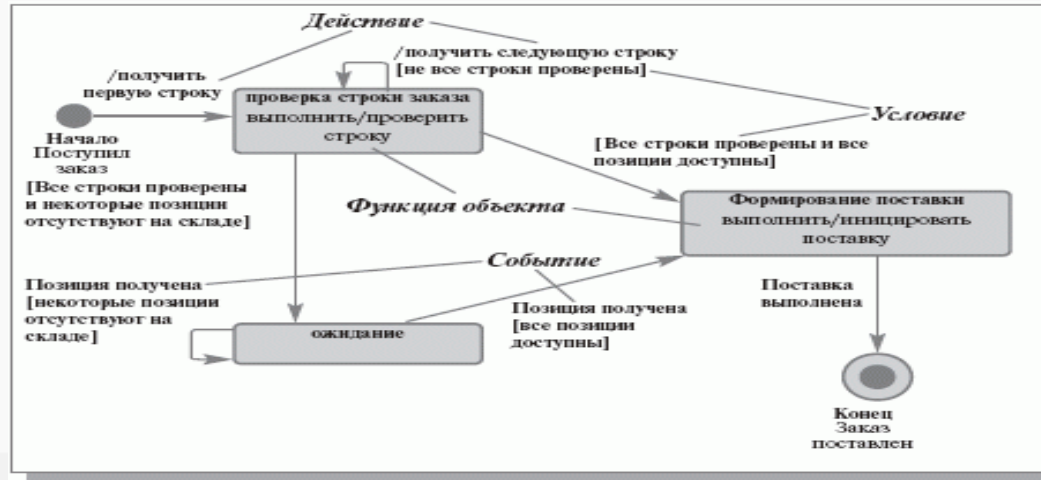 Действие
/получить следующую строку
[не все строки проверены]
/получить
первую строку
проверка строки заказа
выполнить/проверить
строку
Условие
Начало
Поступил
заказ
[Все строки проверены и все
позиции доступны]
[Все строки проверены
и некоторые позиции
отсутствуют на складе]
Функция объекта
Формирование поставки
выполнить/инициировать
поставку
Событие
Позиция получена
[некоторые позиции
отсутствуют на
складе]
Поставка
выполнена
Позиция получена
[все позиции
доступны]
ожидание
Конец
Заказ
поставлен